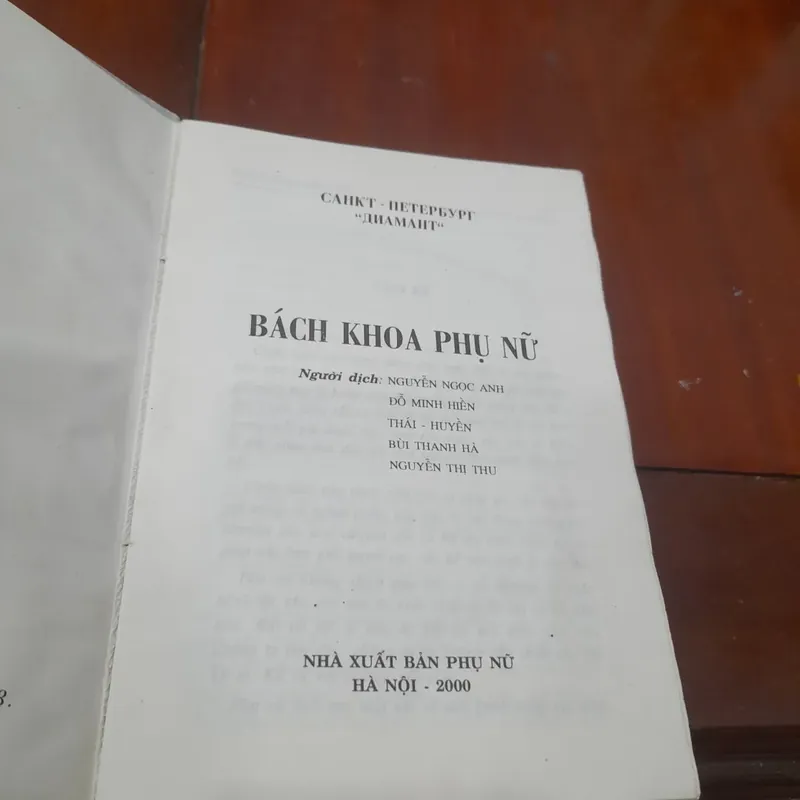 САНКТ - ПЕТЕРБУРГ
"ДИАМАНТ"
BÁCH KHOA PHỤ NỮ
Người dịch: NGUYỄN NGỌC ANH
ĐỖ MINH HIỀN
THÁI - HUYỀN
BÙI THANH HÀ
NGUYỄN THỊ THU
NHÀ XUẤT BẢN PHỤ NỮ
HÀ NỘI - 2000
3.